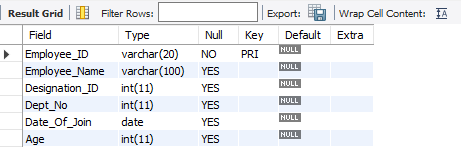 Result Grid Filter Rows: Export: Wrap Cell Content:
Field Type Null Key Default Extra
Employee_ID varchar(20) NO PRI NULL
Employee_Name varchar(100) YES NULL
Designation_ID int(11) YES NULL
Dept_No int(11) YES NULL
Date_Of_Join date YES NULL
Age int(11) YES NULL